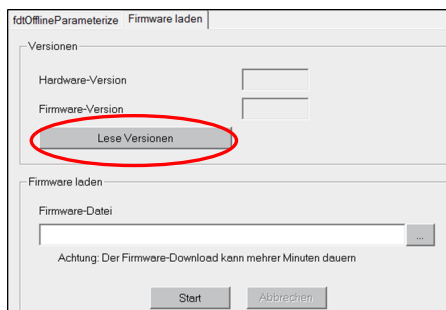 fdtOfflineParameterize Firmware laden
Versionen
Hardware-Version
Firmware-Version
Lese Versionen
Firmware laden
Firmware-Datei
...
Achtung: Der Firmware-Download kann mehrer Minuten dauern
Start Abbrechen